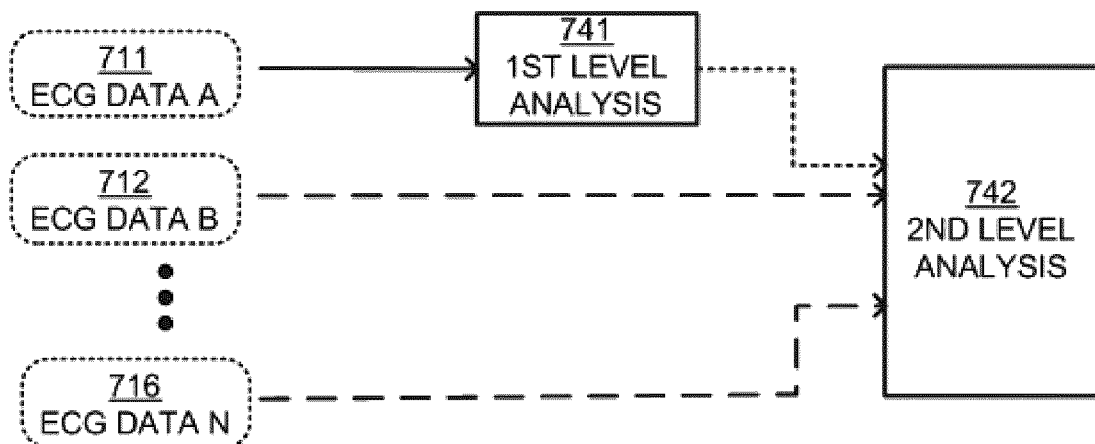 711
ECG DATA A
741
1ST LEVEL
ANALYSIS
712
ECG DATA B
742
2ND LEVEL
ANALYSIS
716
ECG DATA N